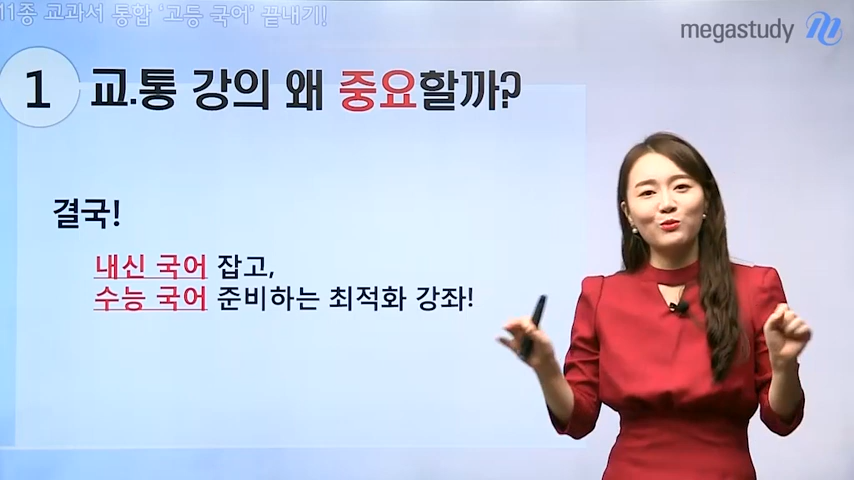 11종 교과서 통합 '고등 국어' 끝내기!
megastudy
1 교.통 강의 왜 중요할까?
결국!
내신 국어 잡고,
수능 국어 준비하는 최적화 강좌!